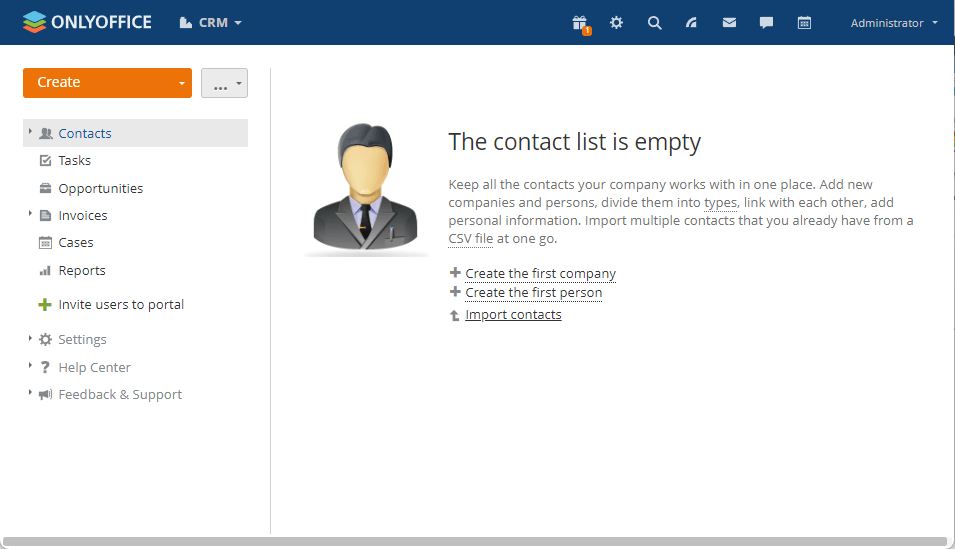 ONLYOFFICE CRM 1 Administrator
Create
...
Contacts
Tasks
Opportunities
Invoices
Cases
Reports
Invite users to portal
Settings
? Help Center
Feedback & Support
The contact list is empty
Keep all the contacts your company works with in one place. Add new
companies and persons, divide them into types, link with each other, add
personal information. Import multiple contacts that you already have from a
CSV file at one go.
Create the first company
Create the first person
Import contacts